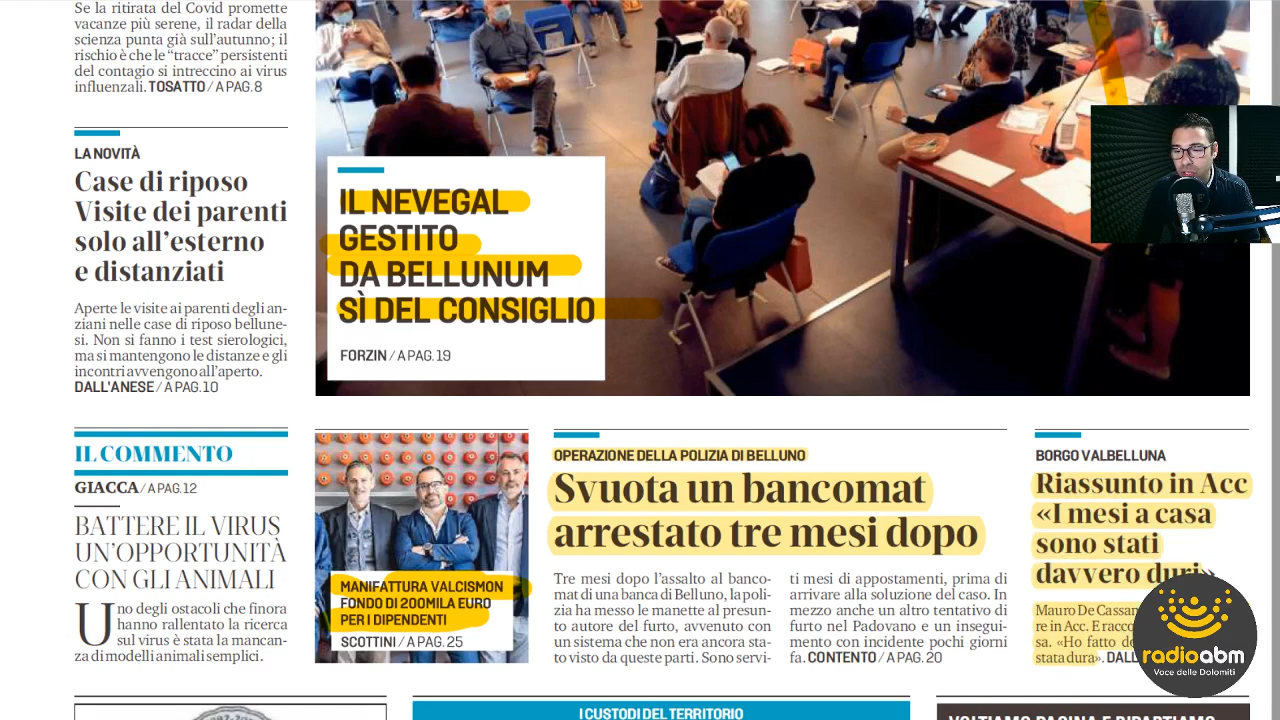 Se la ritirata del Covid promette
vacanze più serene, il radar della
scienza punta già sull'autunno; il
rischio è che le "tracce" persistenti
del contagio si intreccino ai virus
influenzali. TOSATTO / A PAG. 8
LA NOVITÀ
Case di riposo
Visite dei parenti
solo all'esterno
e distanziati
Aperte le visite ai parenti degli an-
ziani nelle case di riposo bellune-
si. Non si fanno i test sierologici,
ma si mantengono le distanze e gli
incontri avvengono all'aperto.
DALL'ANESE / A PAG. 10
IL NEVEGAL
GESTITO
DA BELLUNUM
SÌ DEL CONSIGLIO
FORZIN / A PAG. 19
IL COMMENTO
GIACCA / A PAG. 12
BATTERE IL VIRUS
UN'OPPORTUNITÀ
CON GLI ANIMALI
Uno degli ostacoli che finora
hanno rallentato la ricerca
sul virus è stata la mancan-
za di modelli animali semplici.
MANIFATTURA VALCISMON
FONDO DI 200MILA EURO
PER I DIPENDENTI
SCOTTINI / A PAG. 25
OPERAZIONE DELLA POLIZIA DI BELLUNO
Svuota un bancomat
arrestato tre mesi dopo
Tre mesi dopo l'assalto al banco-
mat di una banca di Belluno, la poli-
zia ha messo le manette al presun-
to autore del furto, avvenuto con
un sistema che non era ancora sta-
to visto da queste parti. Sono servi-
ti mesi di appostamenti, prima di
arrivare alla soluzione del caso. In
mezzo anche un altro tentativo di
furto nel Padovano e un insegui-
mento con incidente pochi giorni
fa. CONTENTO / A PAG. 20
BORGO VALBELLUNA
Riassunto in Acc
«I mesi a casa
sono stati
davvero duri»
Mauro De Cassan
re in Acc. E racco
sa. «Ho fatto
stata dura». DALL
radioabm
Voce delle Dolomiti
I CUSTODI DEL TERRITORIO
VOLTIAMO PAGINA E RIPARTIAMO